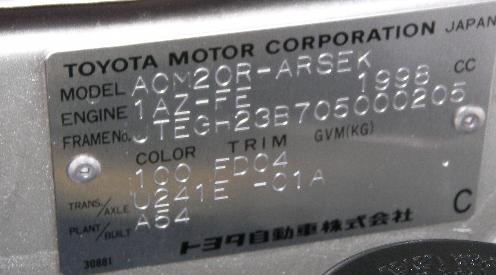 TOYOTA MOTOR CORPORATION JAPAN
MODEL ACM20R-ARSEK
ENGINE 1AZ-FE 1998 CC
FRAME No. JTEGH23B705000205
COLOR TRIM GVM(KG)
100 FD04
TRANS/AXLE U241E -01A
PLANT/BUILT A54 C
トヨタ自動車株式会社
30881